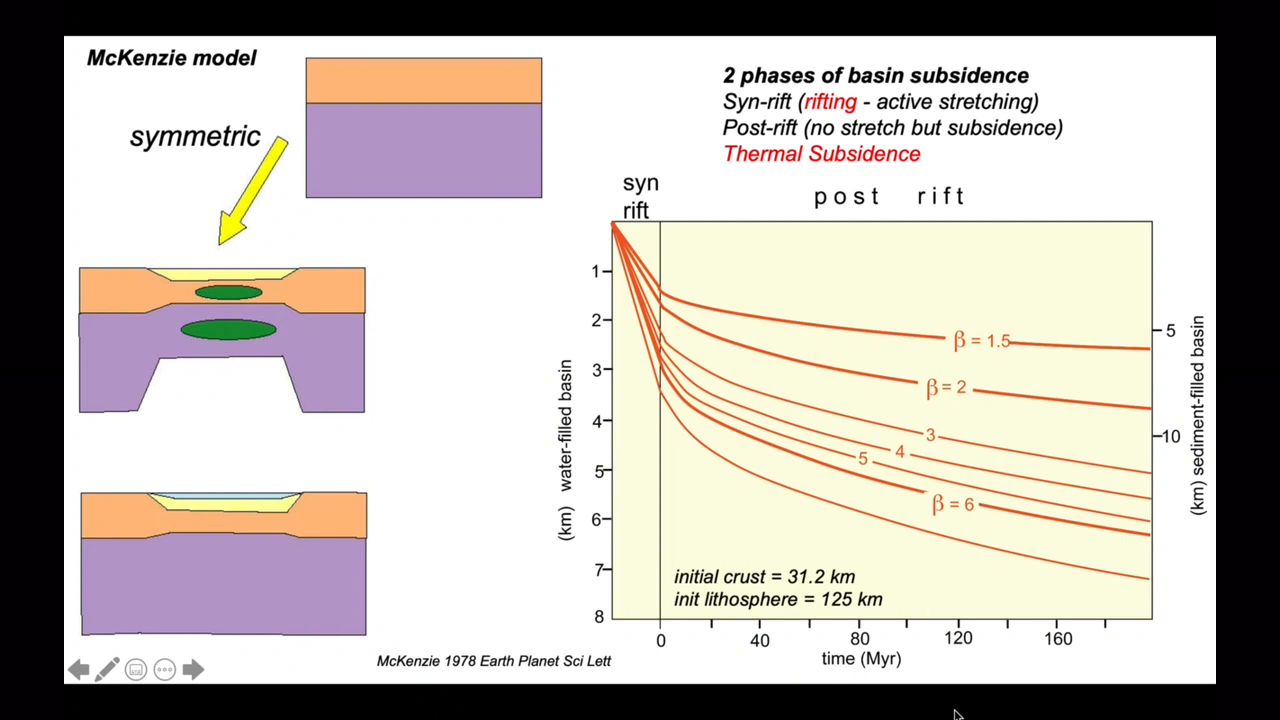 McKenzie model
symmetric
2 phases of basin subsidence
Syn-rift (rifting - active stretching)
Post-rift (no stretch but subsidence)
Thermal Subsidence
syn
rift
post rift
1
2
3
4
5
6
7
8
(km) water-filled basin
β = 1.5
β = 2
3
4
5
β = 6
5
10
(km) sediment-filled basin
initial crust = 31.2 km
init lithosphere = 125 km
0 40 80 120 160
time (Myr)
McKenzie 1978 Earth Planet Sci Lett